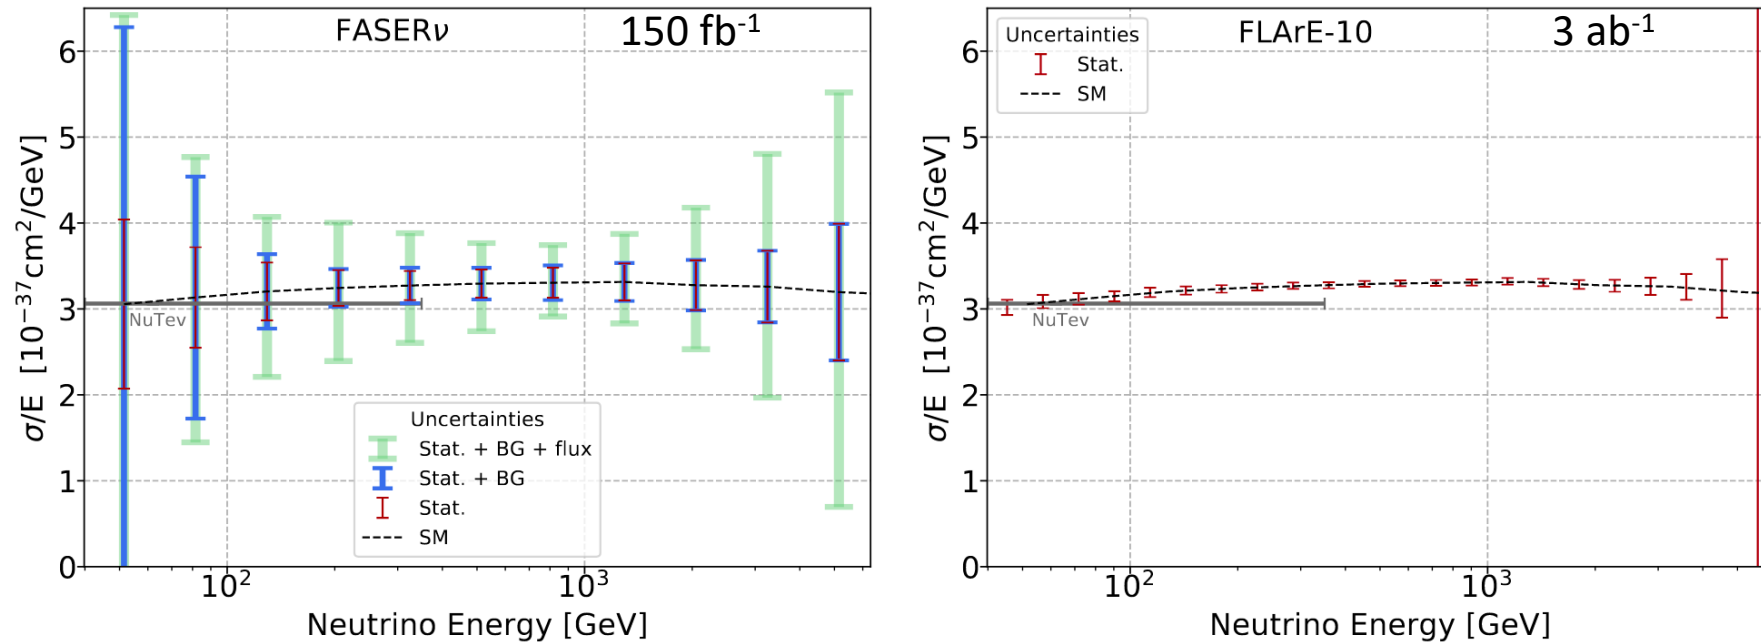 FASERν 150 fb⁻¹
σ/E [10⁻³⁷cm²/GeV]
6
5
4
3
2
1
0
NuTev
Uncertainties
Stat. + BG + flux
Stat. + BG
Stat.
SM
10² 10³
Neutrino Energy [GeV]
FLArE-10 3 ab⁻¹
Uncertainties
Stat.
SM
σ/E [10⁻³⁷cm²/GeV]
6
5
4
3
2
1
0
NuTev
10² 10³
Neutrino Energy [GeV]